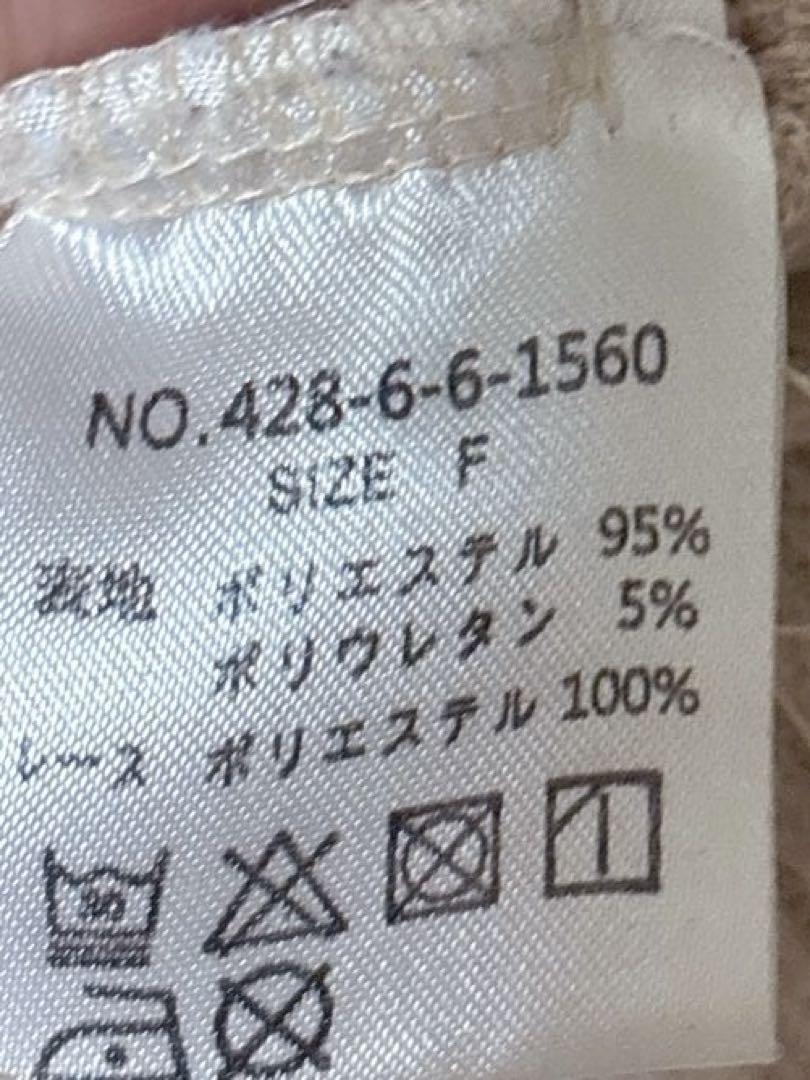 NO.428-6-6-1560
SIZE F
表地 ポリエステル 95%
ポリウレタン 5%
レース ポリエステル 100%
30